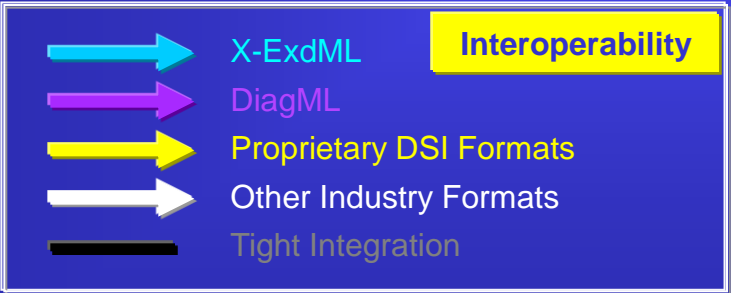 Interoperability
X-ExdML
DiagML
Proprietary DSI Formats
Other Industry Formats
Tight Integration